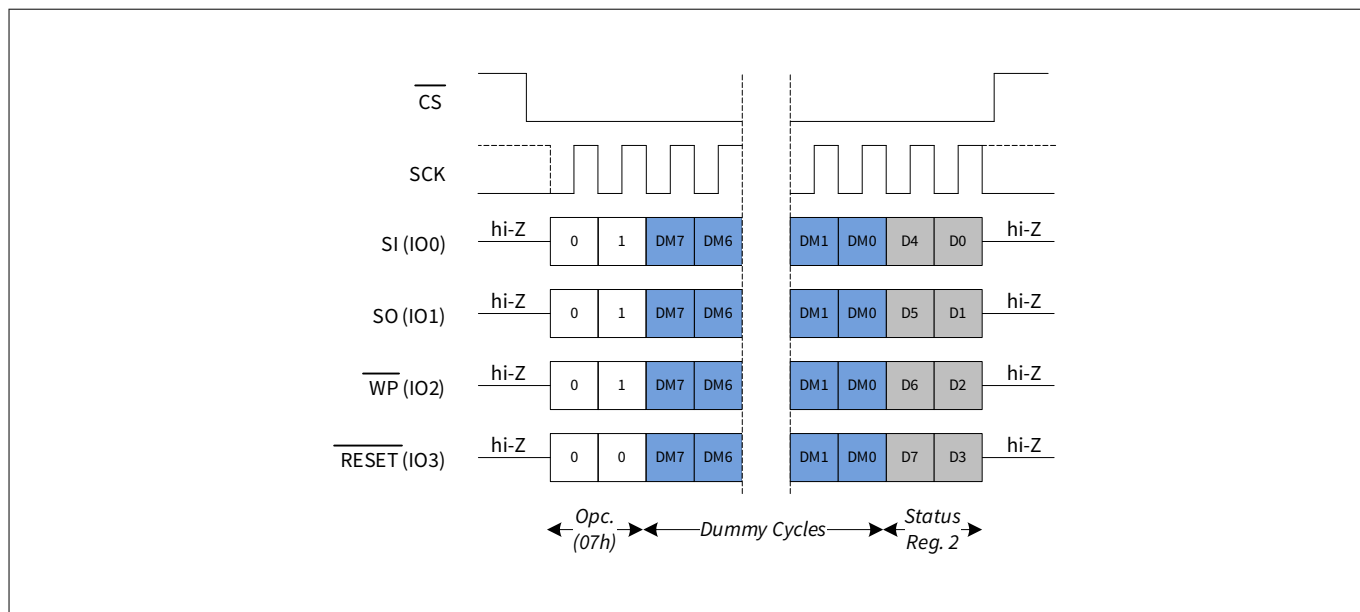 CS
SCK
SI (IO0) hi-Z 0 1 DM7 DM6 DM1 DM0 D4 D0 hi-Z
SO (IO1) hi-Z 0 1 DM7 DM6 DM1 DM0 D5 D1 hi-Z
WP (IO2) hi-Z 0 1 DM7 DM6 DM1 DM0 D6 D2 hi-Z
RESET (IO3) hi-Z 0 0 DM7 DM6 DM1 DM0 D7 D3 hi-Z
Opc. (07h)
Dummy Cycles
Status Reg. 2